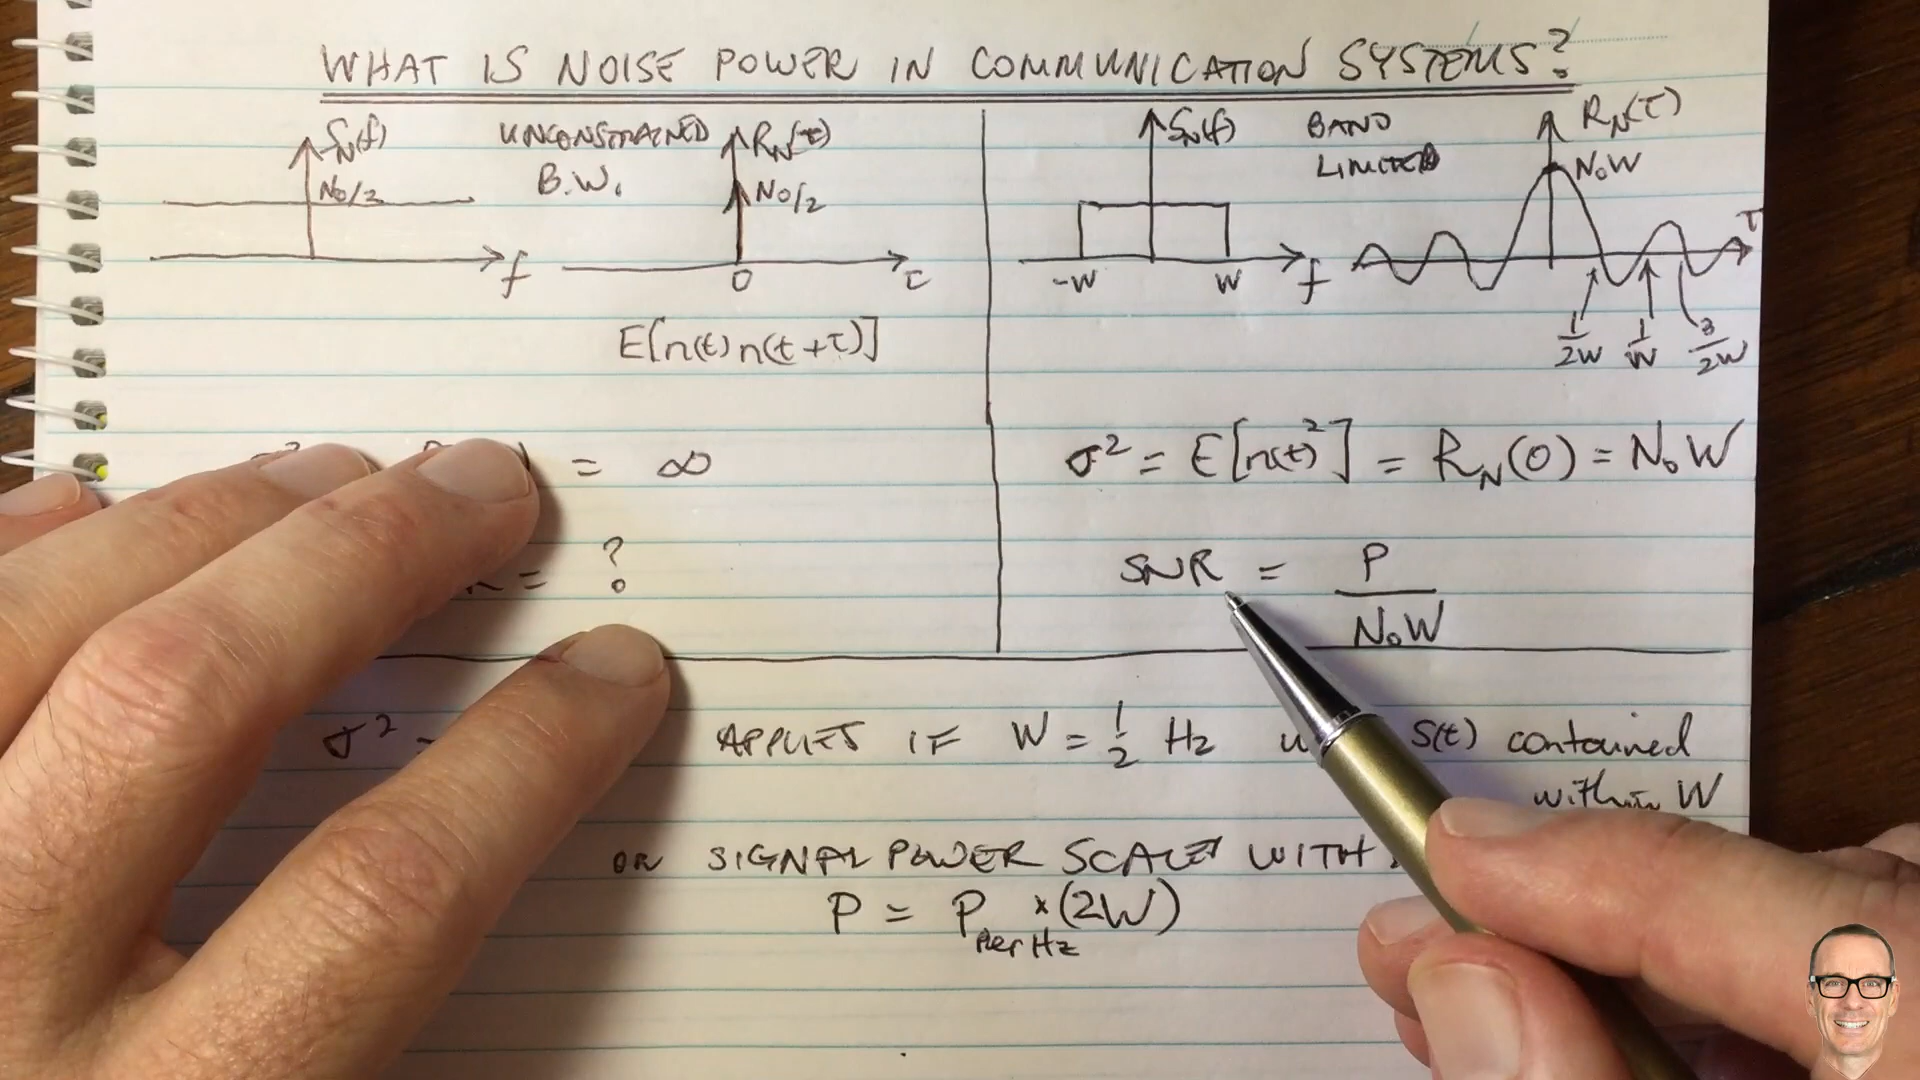 WHAT IS NOISE POWER IN COMMUNICATION SYSTEMS?
S_N(f)
N₀/2
f
UNCONSTRAINED
B.W.
R_N(τ)
N₀/2
0
τ
E[n(t)n(t+τ)]
= ∞
= ?
S_N(f)
-W W f
BAND
LIMITED
R_N(τ)
N₀W
τ
1/2W 1/W 3/2W
σ² = E[n(t)²] = R_N(0) = N₀W
SNR = P/N₀W
σ² = APPLIES IF W = 1/2 Hz S(t) contained
within W
OR SIGNAL POWER SCALES WITH
P = P_per Hz × (2W)